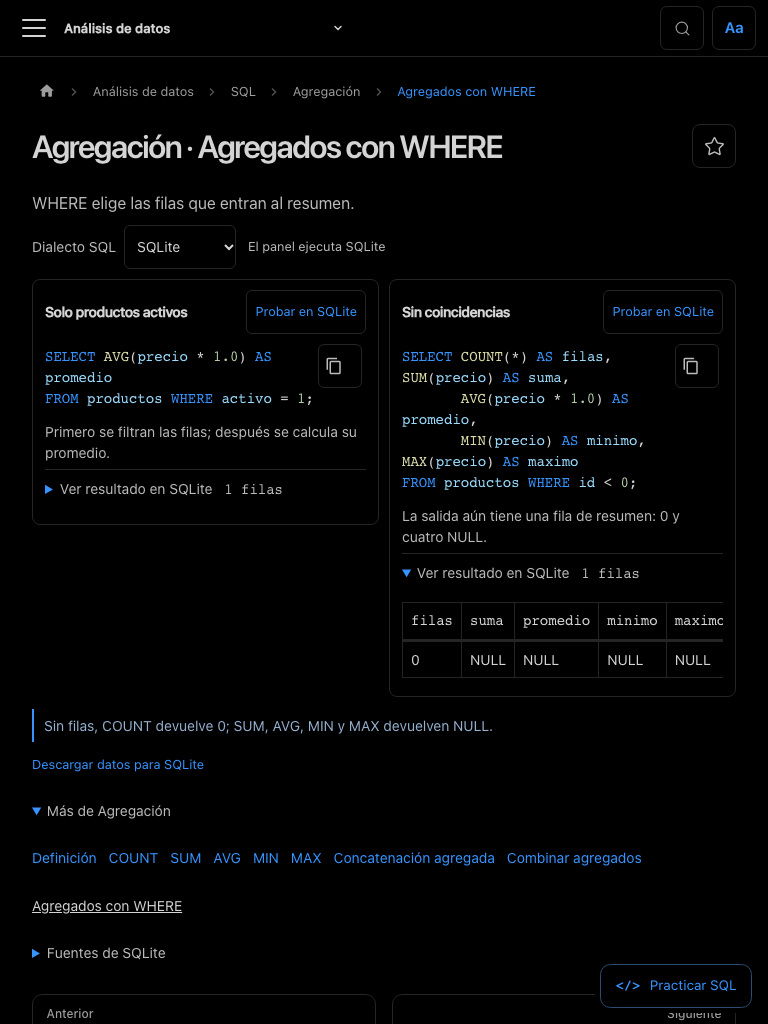 Análisis de datos
Aa
Análisis de datos > SQL > Agregación > Agregados con WHERE
Agregación · Agregados con WHERE
WHERE elige las filas que entran al resumen.
Dialecto SQL SQLite El panel ejecuta SQLite
Solo productos activos
Probar en SQLite
SELECT AVG(precio * 1.0) AS
promedio
FROM productos WHERE activo = 1;
Primero se filtran las filas; después se calcula su
promedio.
Ver resultado en SQLite 1 filas
Sin coincidencias
Probar en SQLite
SELECT COUNT(*) AS filas,
SUM(precio) AS suma,
AVG(precio * 1.0) AS
promedio,
MIN(precio) AS minimo,
MAX(precio) AS maximo
FROM productos WHERE id < 0;
La salida aún tiene una fila de resumen: 0 y
cuatro NULL.
Ver resultado en SQLite 1 filas
filas suma promedio minimo maximo
0 NULL NULL NULL NULL
Sin filas, COUNT devuelve 0; SUM, AVG, MIN y MAX devuelven NULL.
Descargar datos para SQLite
Más de Agregación
Definición COUNT SUM AVG MIN MAX Concatenación agregada Combinar agregados
Agregados con WHERE
Fuentes de SQLite
</> Practicar SQL
Anterior
Siguiente